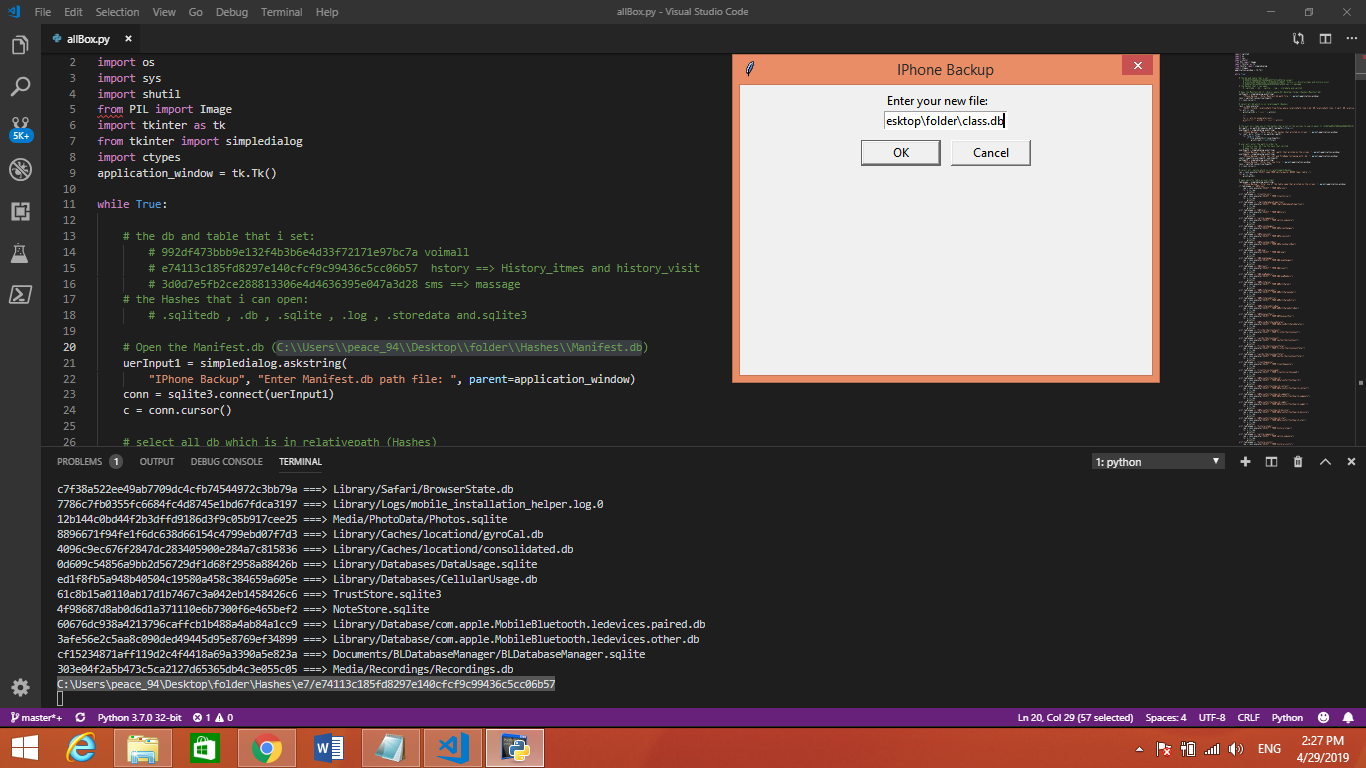 File Edit Selection View Go Debug Terminal Help
allBox.py - Visual Studio Code
allBox.py
2 import os
3 import sys
4 import shutil
5 from PIL import Image
6 import tkinter as tk
7 from tkinter import simpledialog
8 import ctypes
9 application_window = tk.Tk()
10
11 while True:
12
13 # the db and table that i set:
14 # 992df473bbb9e132f4b3b6e4d33f72171e97bc7a voimall
15 # e74113c185fd8297e140cfcf9c99436c5cc06b57 hstory ==> History_itmes and history_visit
16 # 3d0d7e5fb2ce288813306e4d4636395e047a3d28 sms ==> massage
17 # the Hashes that i can open:
18 # .sqlitedb , .db , .sqlite , .log , .storedata and.sqlite3
19
20 # Open the Manifest.db (C:\\Users\\peace_94\\Desktop\\folder\\Hashes\\Manifest.db)
21 uerInput1 = simpledialog.askstring(
22 "IPhone Backup", "Enter Manifest.db path file: ", parent=application_window)
23 conn = sqlite3.connect(uerInput1)
24 c = conn.cursor()
25
26 # select all db which is in relativepath (Hashes)
IPhone Backup
Enter your new file:
esktop\folder\class.db
OK Cancel
5K+
PROBLEMS 1 OUTPUT DEBUG CONSOLE TERMINAL
1: python
c7f38a522ee49ab7709dc4cfb74544972c3bb79a ===> Library/Safari/BrowserState.db
7786c7fb0355fc6684fc4d8745e1bd67fdca3197 ===> Library/Logs/mobile_installation_helper.log.0
12b144c0bd44f2b3dffd9186d3f9c05b917cee25 ===> Media/PhotoData/Photos.sqlite
8896671f94fe1f6dc638d66154c4799ebd07f7d3 ===> Library/Caches/locationd/gyroCal.db
4096c9ec676f2847dc283405900e284a7c815836 ===> Library/Caches/locationd/consolidated.db
0d609c54856a9bb2d56729df1d68f2958a88426b ===> Library/Databases/DataUsage.sqlite
ed1f8fb5a948b40504c19580a458c384659a605e ===> Library/Databases/CellularUsage.db
61c8b15a0110ab17d1b7467c3a042eb1458426c6 ===> TrustStore.sqlite3
4f98687d8ab0d6d1a371110e6b7300f6e465bef2 ===> NoteStore.sqlite
60676dc938a4213796caffcb1b488a4ab84a1cc9 ===> Library/Database/com.apple.MobileBluetooth.ledevices.paired.db
3afe56e2c5aa8c090ded49445d95e8769ef34899 ===> Library/Database/com.apple.MobileBluetooth.ledevices.other.db
cf15234871aff119d2c4f4418a69a3390a5e823a ===> Documents/BLDatabaseManager/BLDatabaseManager.sqlite
303e04f2a5b473c5ca2127d65365db4c3e055c05 ===> Media/Recordings/Recordings.db
C:\Users\peace_94\Desktop\folder\Hashes\e7/e74113c185fd8297e140cfcf9c99436c5cc06b57
master*+ Python 3.7.0 32-bit 1 0 Ln 20, Col 29 (57 selected) Spaces: 4 UTF-8 CRLF Python
ENG
2:27 PM
4/29/2019